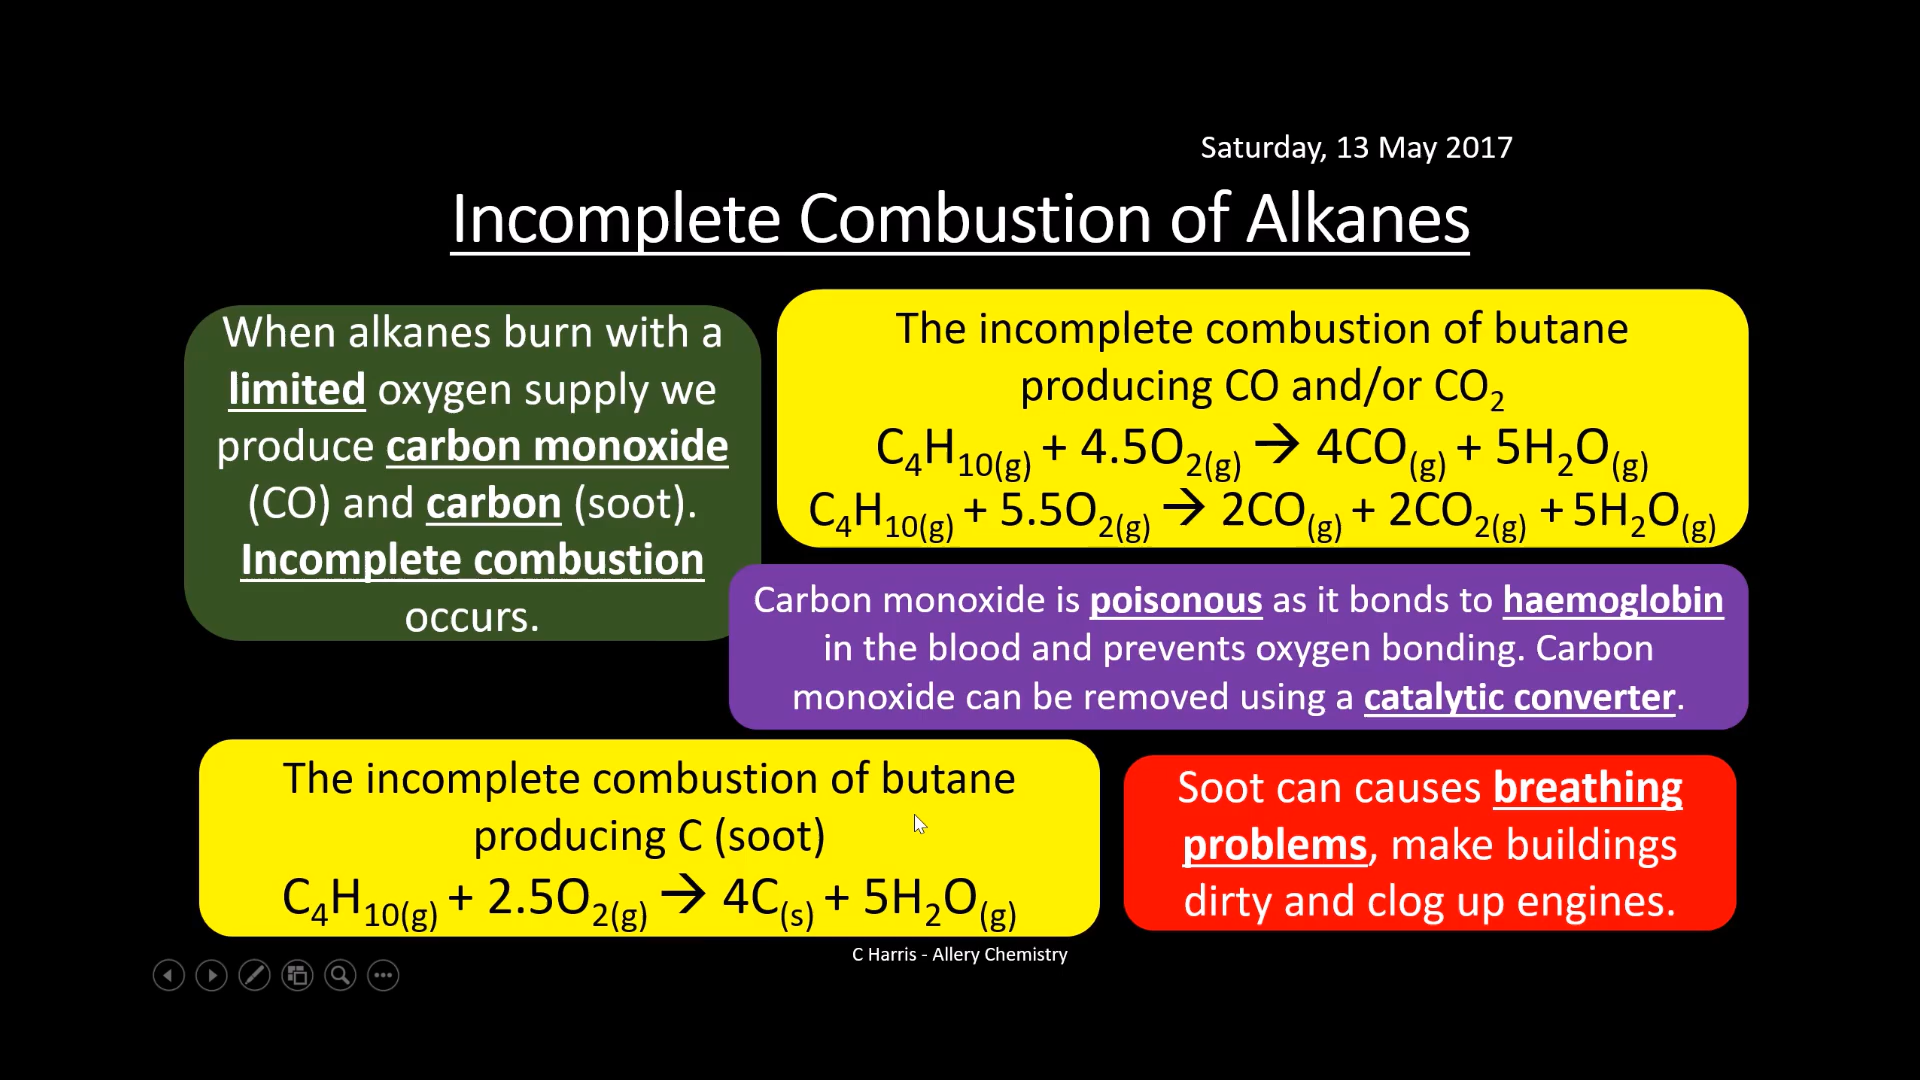 Saturday, 13 May 2017
Incomplete Combustion of Alkanes
When alkanes burn with a
limited oxygen supply we
produce carbon monoxide
(CO) and carbon (soot).
Incomplete combustion
occurs.
The incomplete combustion of butane
producing CO and/or CO₂
C₄H₁₀₍g₎ + 4.5O₂₍g₎ → 4CO₍g₎ + 5H₂O₍g₎
C₄H₁₀₍g₎ + 5.5O₂₍g₎ → 2CO₍g₎ + 2CO₂₍g₎ + 5H₂O₍g₎
Carbon monoxide is poisonous as it bonds to haemoglobin
in the blood and prevents oxygen bonding. Carbon
monoxide can be removed using a catalytic converter.
The incomplete combustion of butane
producing C (soot)
C₄H₁₀₍g₎ + 2.5O₂₍g₎ → 4C₍s₎ + 5H₂O₍g₎
Soot can causes breathing
problems, make buildings
dirty and clog up engines.
C Harris - Allery Chemistry